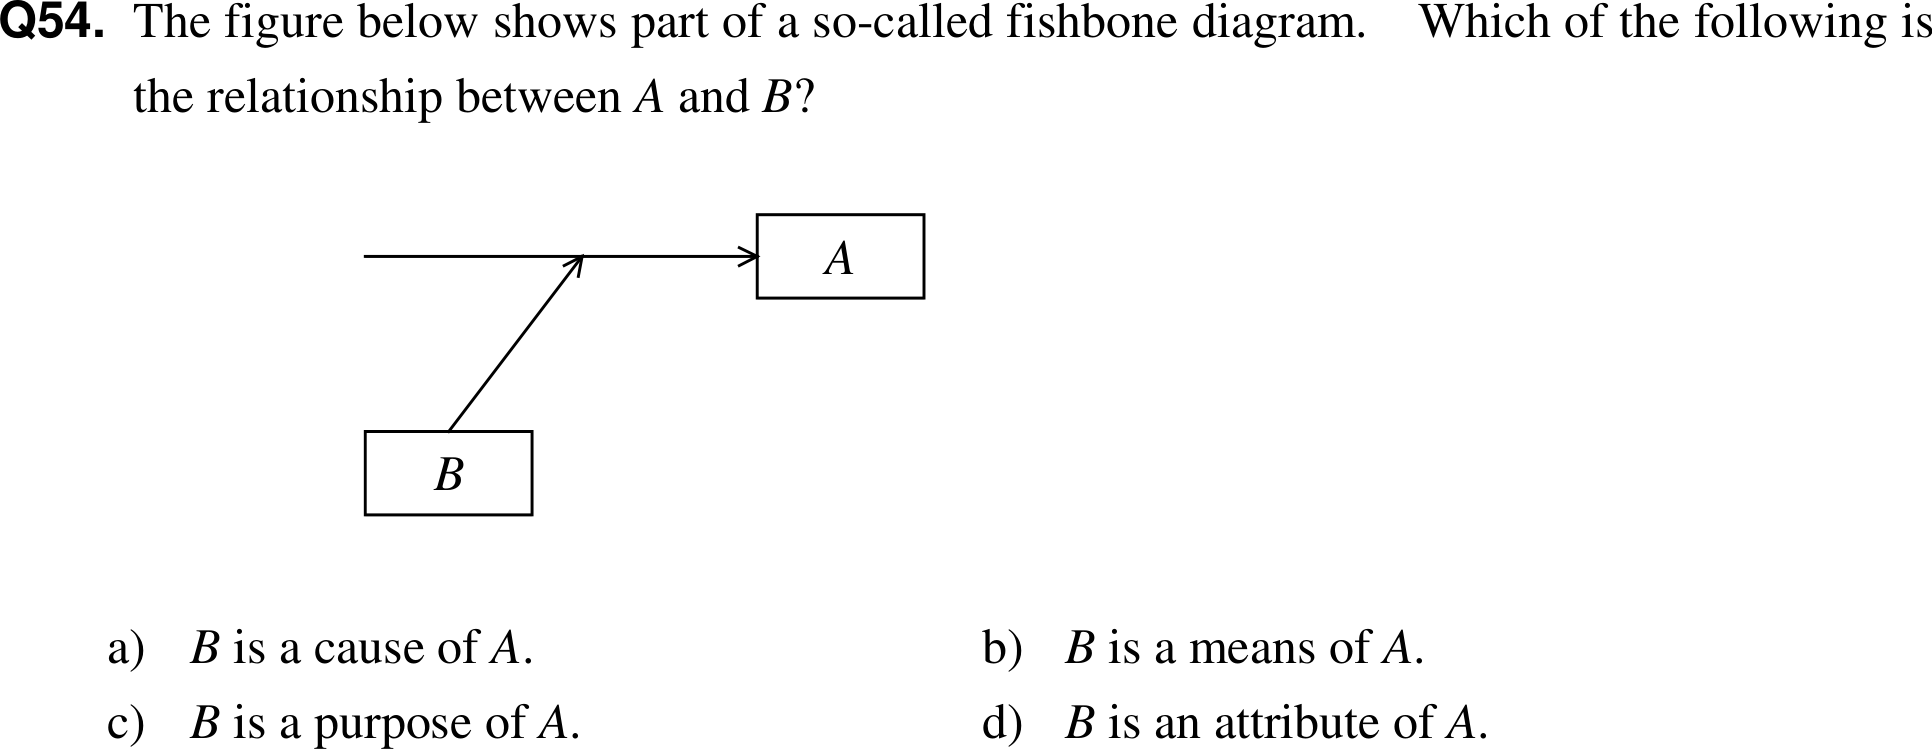 Q54. The figure below shows part of a so-called fishbone diagram. Which of the following is
the relationship between A and B?
A
B
a) B is a cause of A. b) B is a means of A.
c) B is a purpose of A. d) B is an attribute of A.